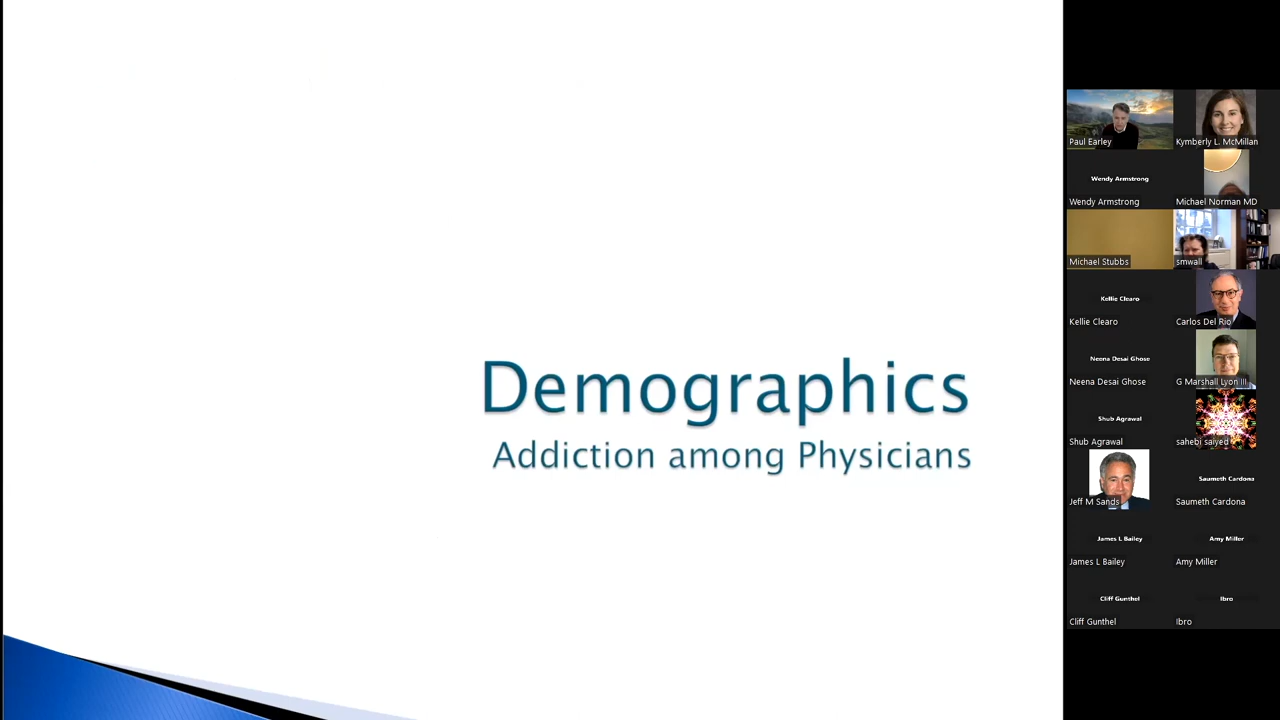 Demographics
Addiction among Physicians
Paul Earley
Kymberly L. McMillan
Wendy Armstrong
Wendy Armstrong
Michael Norman MD
Michael Stubbs
smwall
Kellie Clearo
Kellie Clearo
Carlos Del Rio
Neena Desai Ghose
Neena Desai Ghose
G Marshall Lyon III
Shub Agrawal
Shub Agrawal
sahebi saiyed
Jeff M Sands
Saumeth Cardona
Saumeth Cardona
James L Bailey
James L Bailey
Amy Miller
Amy Miller
Cliff Gunthel
Cliff Gunthel
Ibro
Ibro